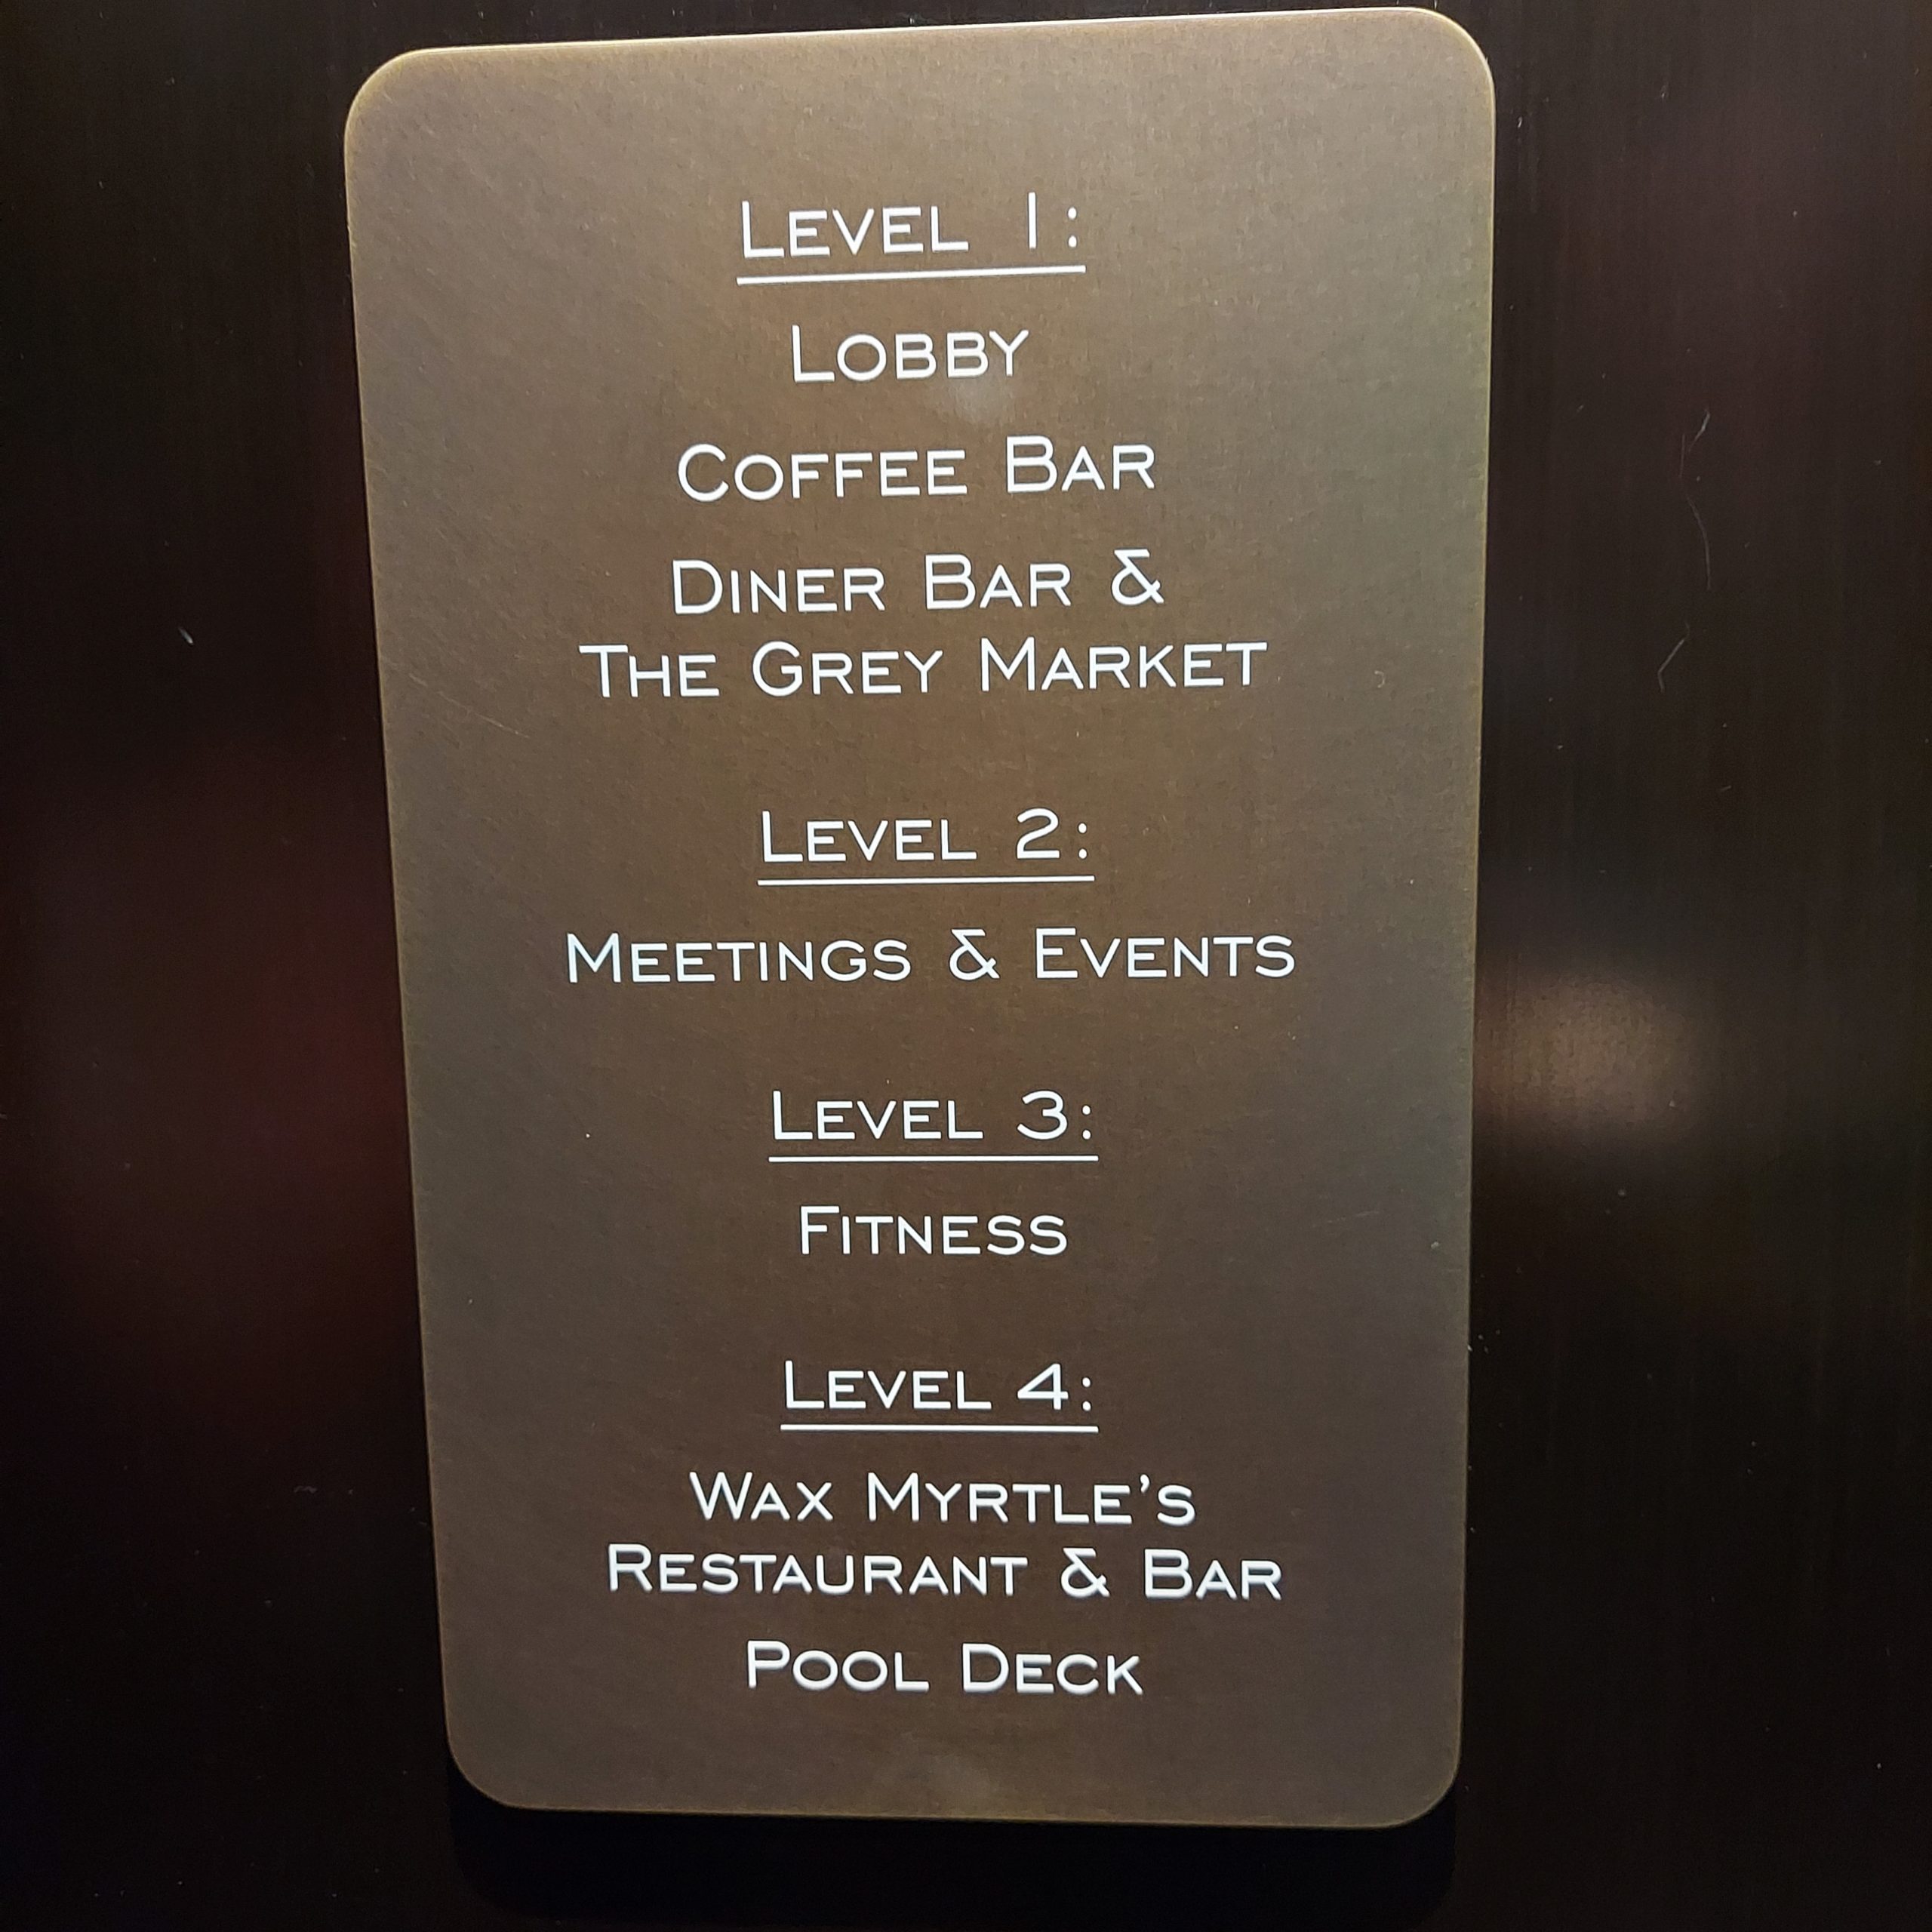 Level 1:
Lobby
Coffee Bar
Diner Bar &
The Grey Market
Level 2:
Meetings & Events
Level 3:
Fitness
Level 4:
Wax Myrtle's
Restaurant & Bar
Pool Deck